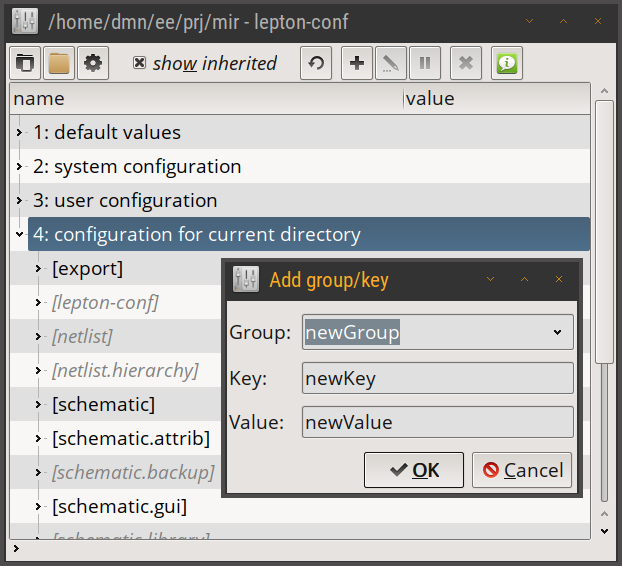 /home/dmn/ee/prj/mir - lepton-conf
show inherited
name value
1: default values
2: system configuration
3: user configuration
4: configuration for current directory
[export]
[lepton-conf]
[netlist]
[netlist.hierarchy]
[schematic]
[schematic.attrib]
[schematic.backup]
[schematic.gui]
[schematic.library]
Add group/key
Group: newGroup
Key: newKey
Value: newValue
OK Cancel